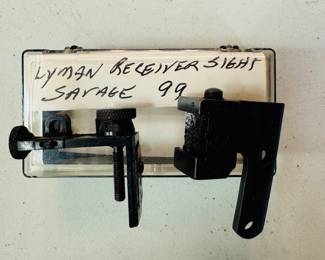 LYMAN RECEIVER SIGHT
SAVAGE 99